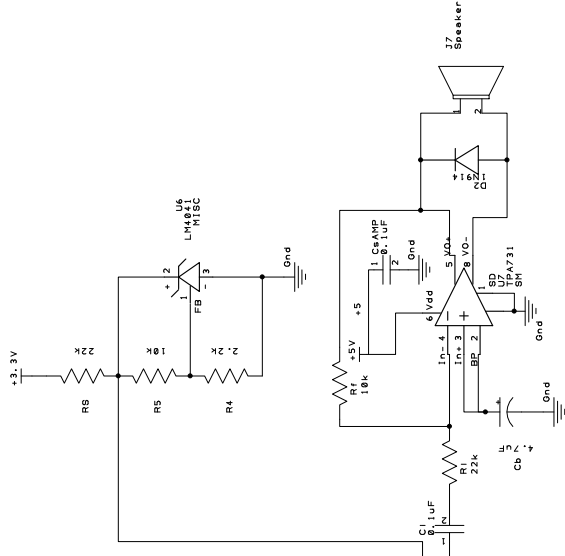 J7
Speaker
1
2
D2
1N914
U6
LM4041
MISC
+ 2
1
FB
- 3
Gnd
+3.3V
RS
22k
R5
10k
R4
2.2k
CsAMP
0.1uF
1
2
Gnd
+5
+5V
6 Vdd
5 VO+
8 VO-
SD
U7
TPA731
SM
1
Gnd
In- 4
In+ 3
BP 2
Rf
10k
RI
22k
CI
0.1uF
1
2
+
4.7uF
Cb
Gnd